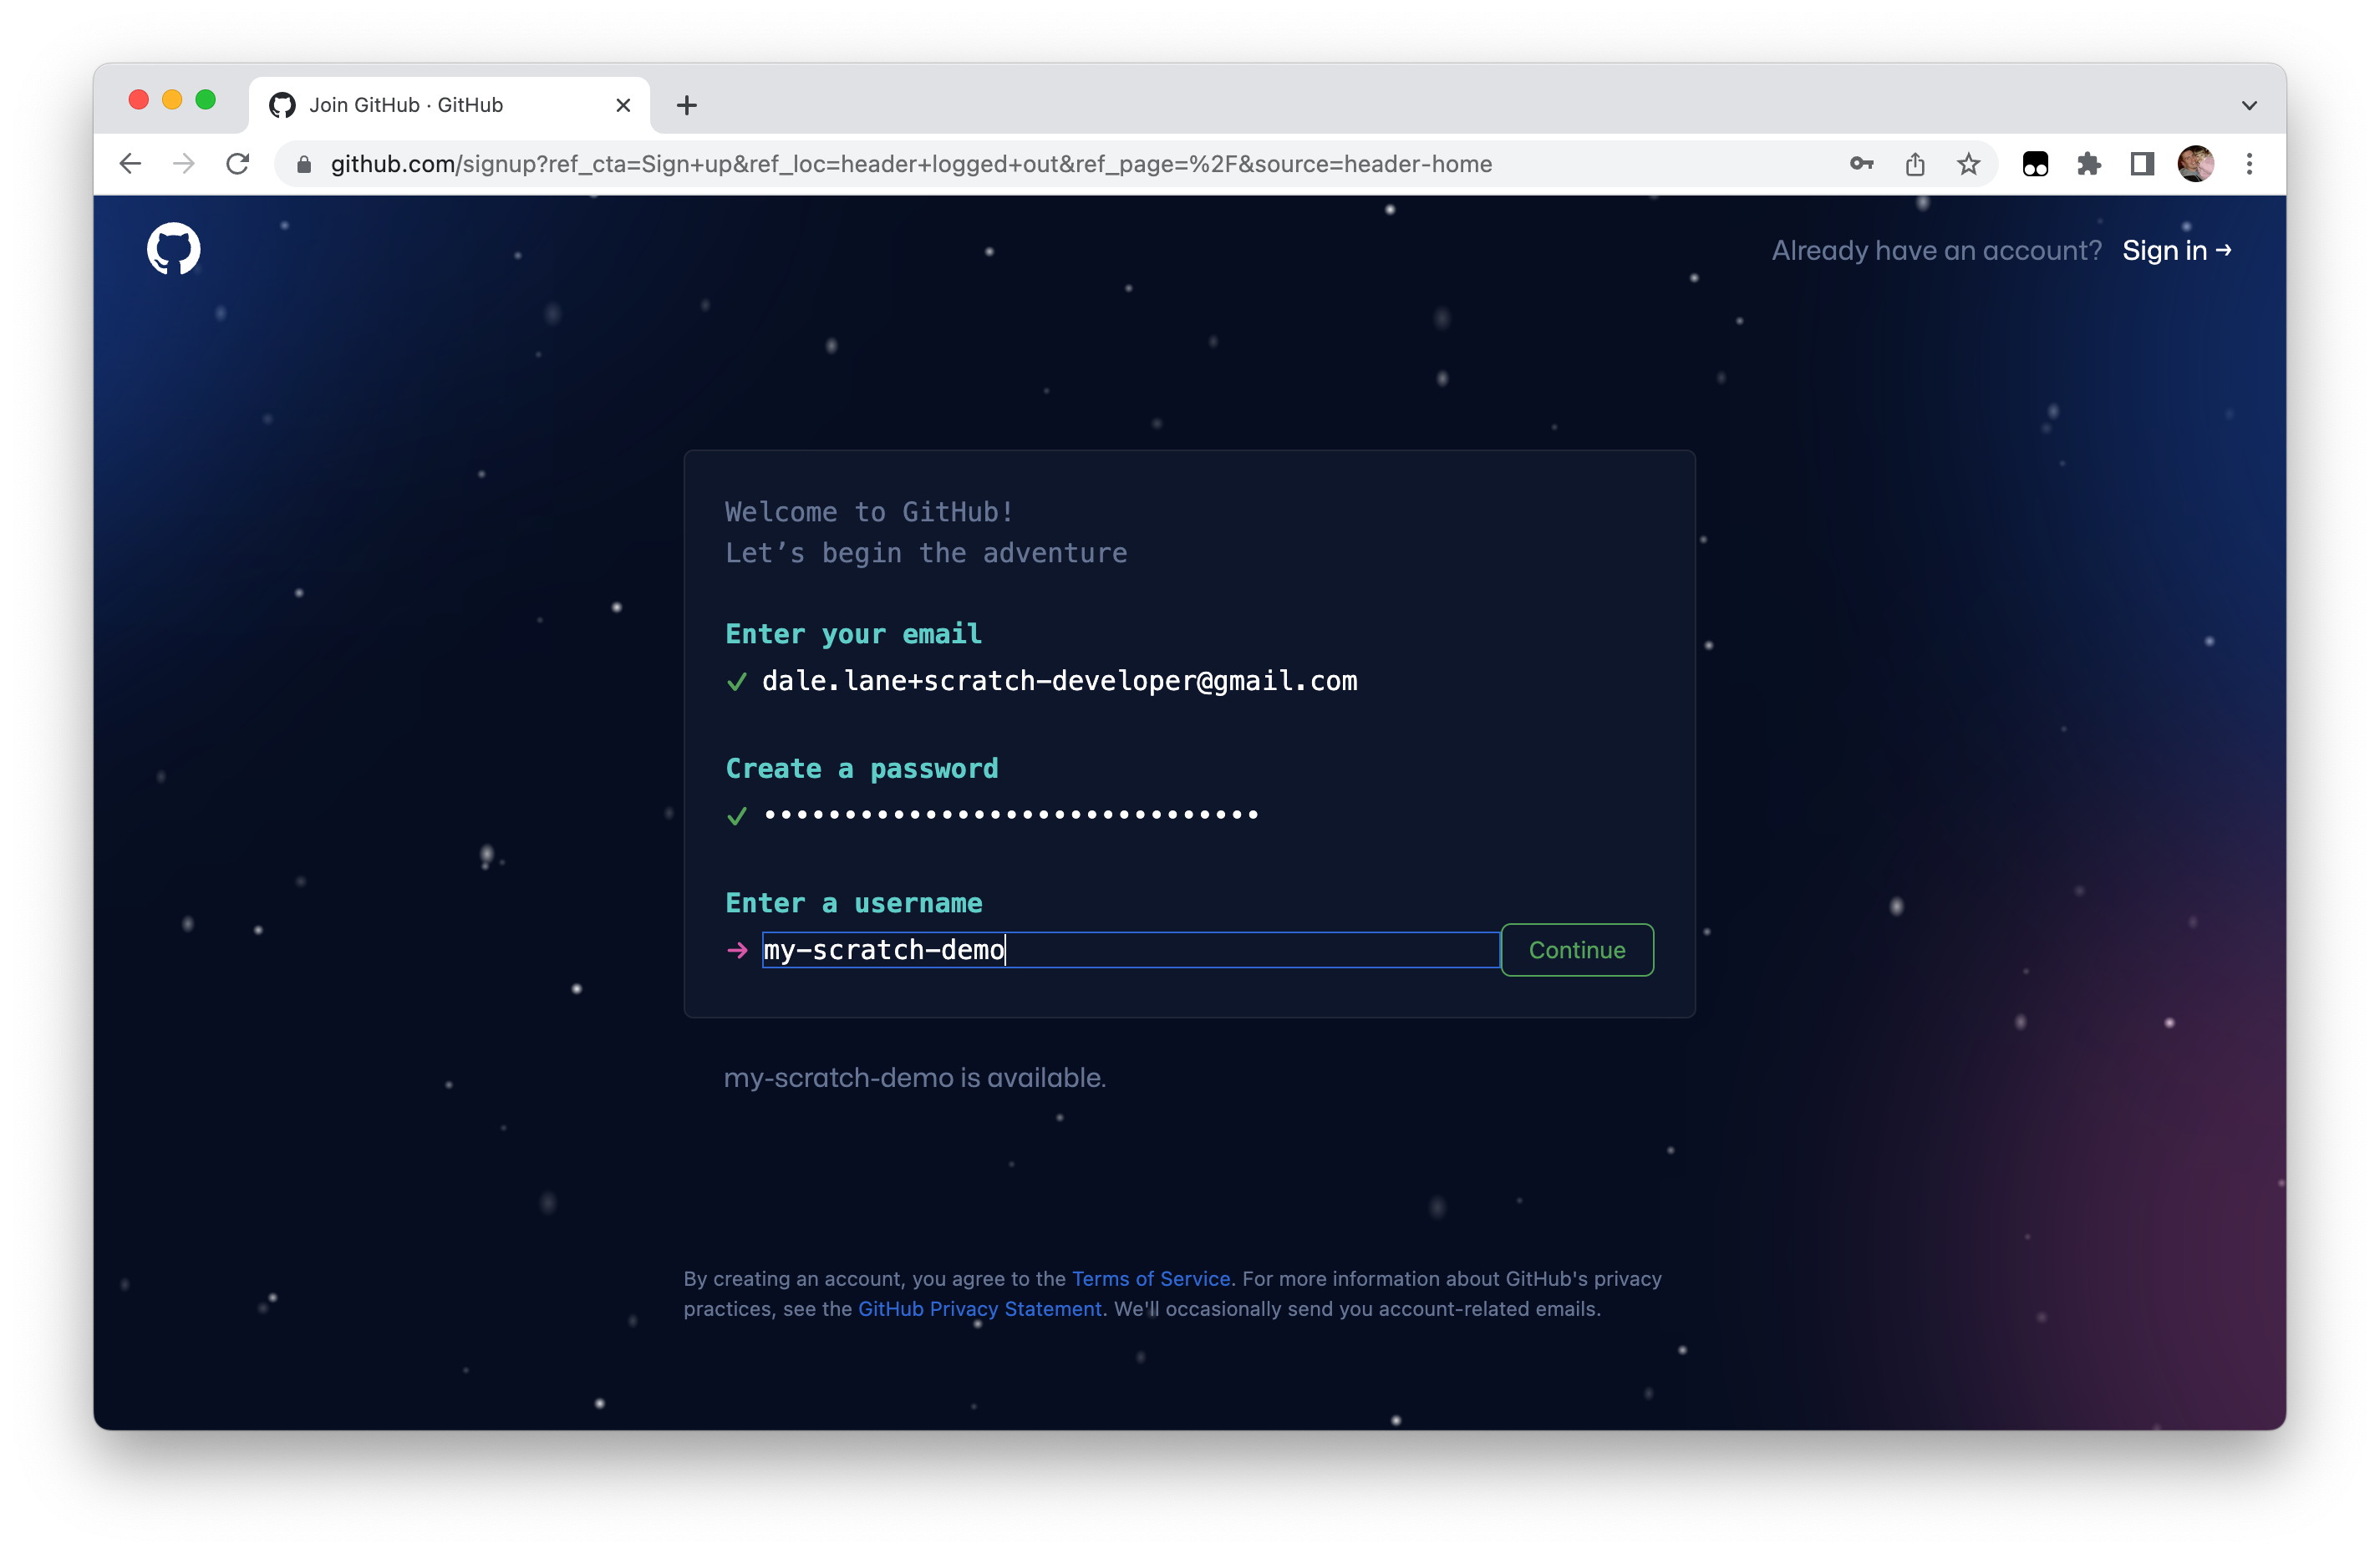 Join GitHub · GitHub
github.com/signup?ref_cta=Sign+up&ref_loc=header+logged+out&ref_page=%2F&source=header-home
Already have an account? Sign in →
Welcome to GitHub!
Let’s begin the adventure
Enter your email
✓ dale.lane+scratch-developer@gmail.com
Create a password
✓ •••••••••••••••••••••••••••••••
Enter a username
→ my-scratch-demo Continue
my-scratch-demo is available.
By creating an account, you agree to the Terms of Service. For more information about GitHub's privacy
practices, see the GitHub Privacy Statement. We'll occasionally send you account-related emails.